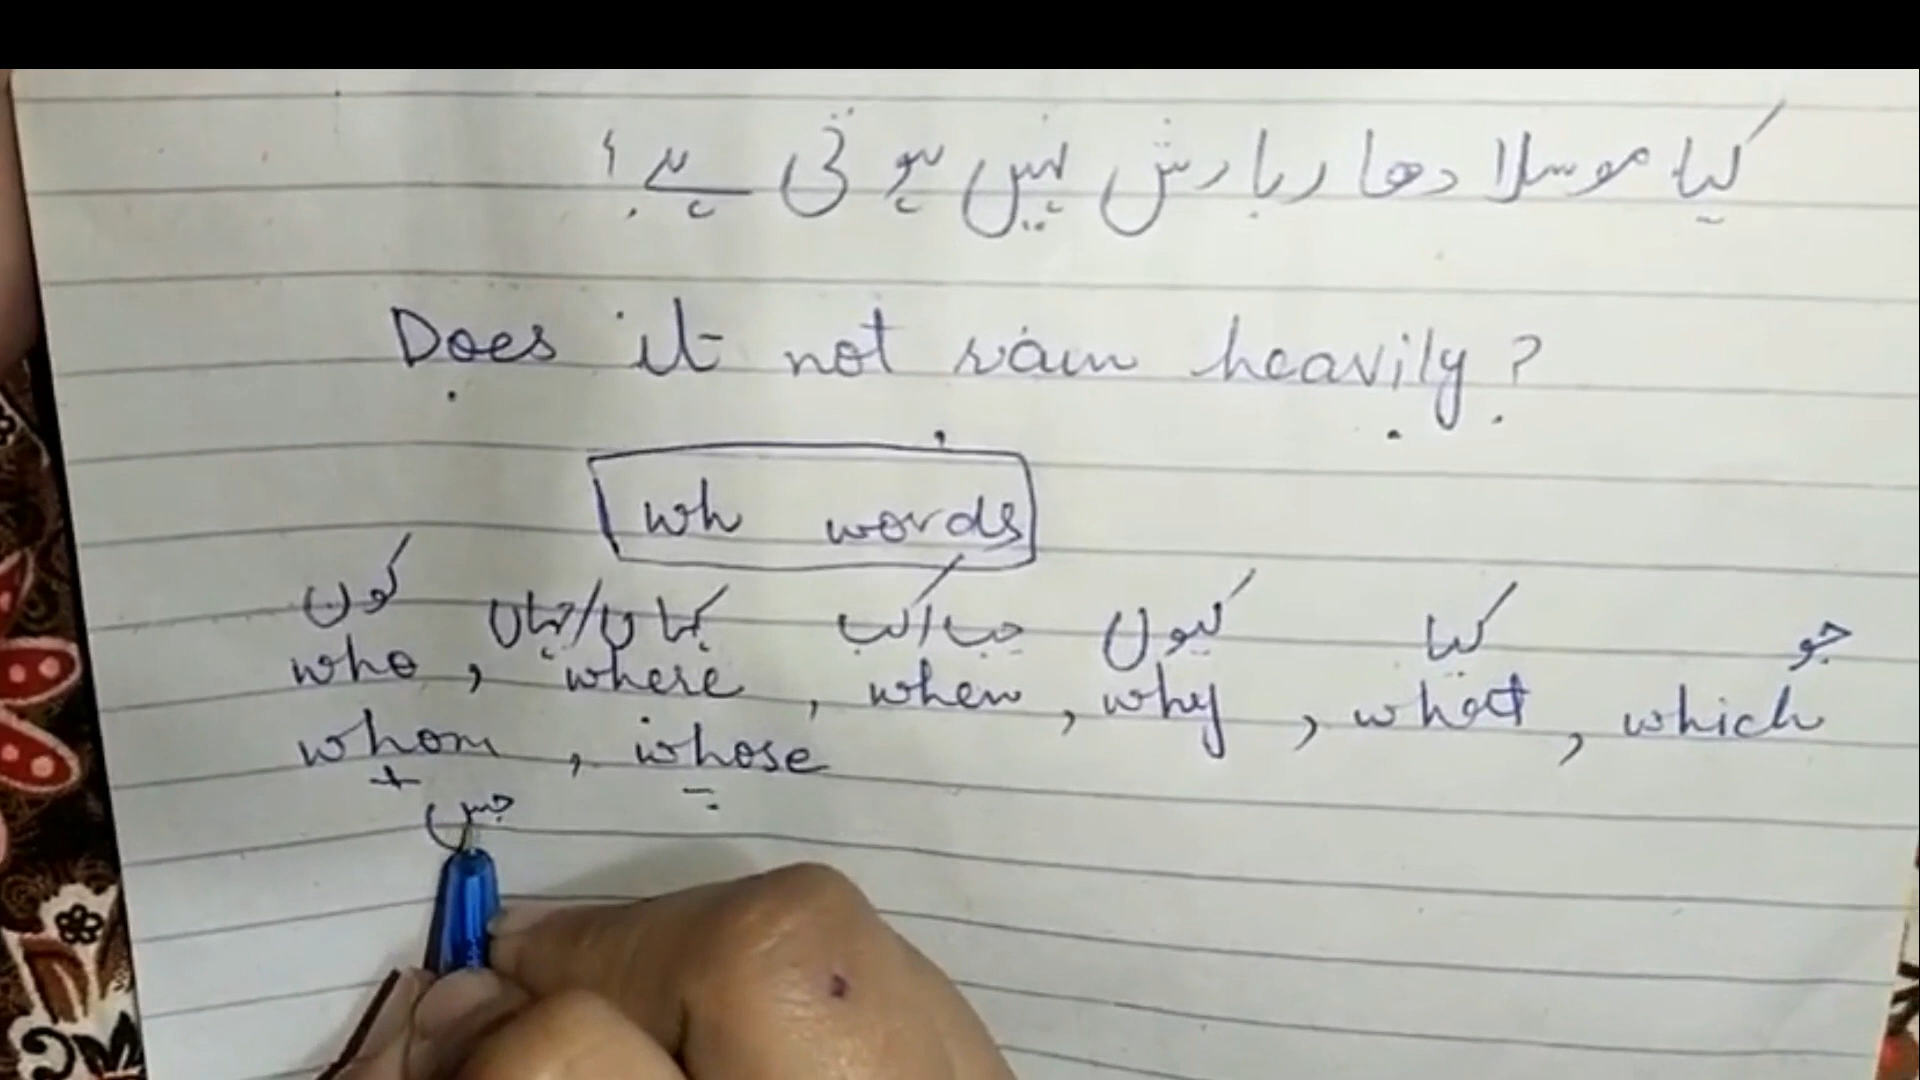 کیا موسلا دھار بارش نہیں ہوتی ہے؟
Does it not rain heavily?
wh words
کون کہاں/جہاں جب/کب کیوں کیا جو
who, where, when, why, what, which
whom, whose
جس